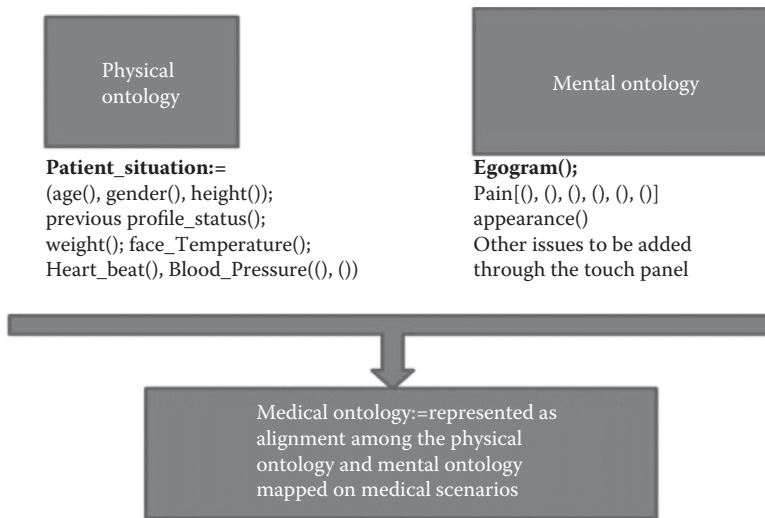 Physical
ontology
Mental ontology
Patient_situation:=
(age(), gender(), height());
previous profile_status();
weight(); face_Temperature();
Heart_beat(), Blood_Pressure((), ())
Egogram();
Pain[(), (), (), (), (), ()]
appearance()
Other issues to be added
through the touch panel
Medical ontology:=represented as
alignment among the physical
ontology and mental ontology
mapped on medical scenarios